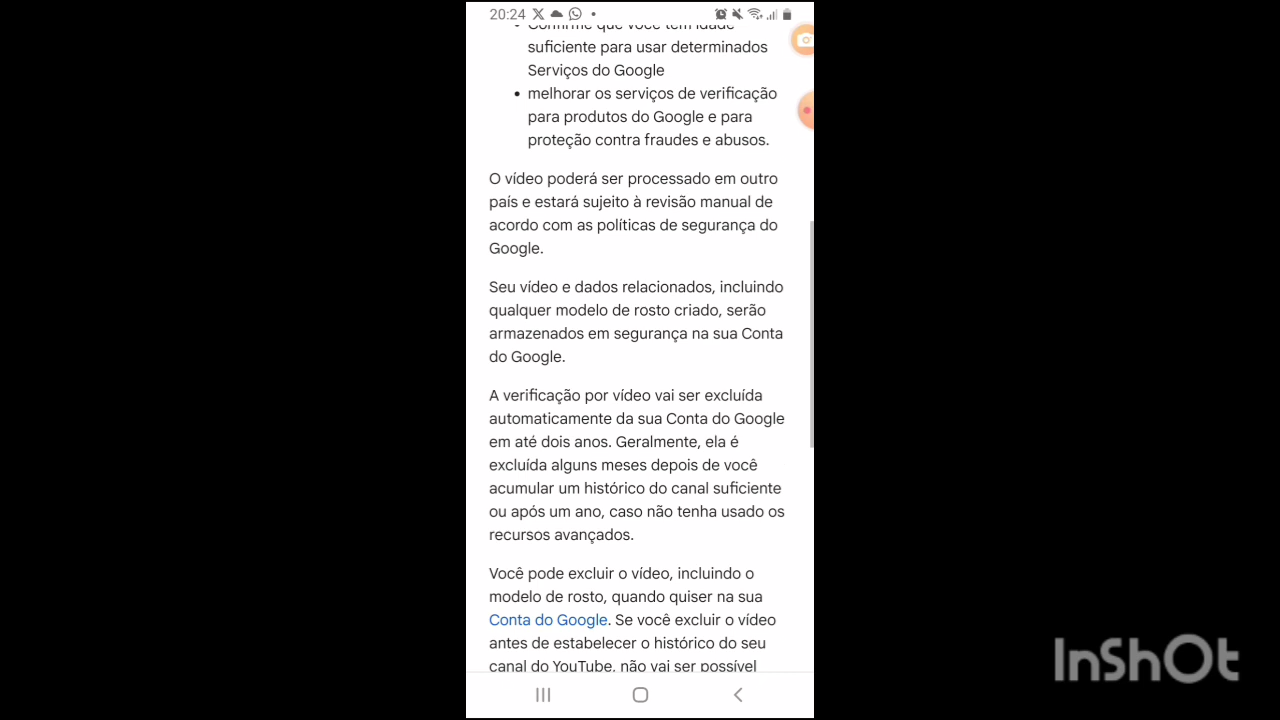 20:24
Confirme que você tem idade
suficiente para usar determinados
Serviços do Google
• melhorar os serviços de verificação
para produtos do Google e para
proteção contra fraudes e abusos.
O vídeo poderá ser processado em outro
país e estará sujeito à revisão manual de
acordo com as políticas de segurança do
Google.
Seu vídeo e dados relacionados, incluindo
qualquer modelo de rosto criado, serão
armazenados em segurança na sua Conta
do Google.
A verificação por vídeo vai ser excluída
automaticamente da sua Conta do Google
em até dois anos. Geralmente, ela é
excluída alguns meses depois de você
acumular um histórico do canal suficiente
ou após um ano, caso não tenha usado os
recursos avançados.
Você pode excluir o vídeo, incluindo o
modelo de rosto, quando quiser na sua
Conta do Google. Se você excluir o vídeo
antes de estabelecer o histórico do seu
canal do YouTube, não vai ser possível
InShOt